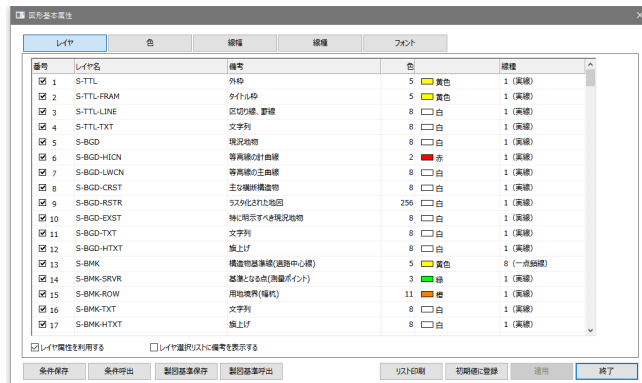 図形基本属性
レイヤ 色 線幅 線種 フォント
番号 レイヤ名 備考 色 線種
1 S-TTL 外枠 5 黄色 1 (実線)
2 S-TTL-FRAM タイトル枠 5 黄色 1 (実線)
3 S-TTL-LINE 区切り線、罫線 8 白 1 (実線)
4 S-TTL-TXT 文字列 8 白 1 (実線)
5 S-BGD 現況地物 8 白 1 (実線)
6 S-BGD-HICN 等高線の計曲線 2 赤 1 (実線)
7 S-BGD-LWCN 等高線の主曲線 8 白 1 (実線)
8 S-BGD-CRST 主な横断構造物 8 白 1 (実線)
9 S-BGD-RSTR ラスタ化された地図 256 白 1 (実線)
10 S-BGD-EXST 特に明示すべき現況地物 8 白 1 (実線)
11 S-BGD-TXT 文字列 8 白 1 (実線)
12 S-BGD-HTXT 旗上げ 8 白 1 (実線)
13 S-BMK 構造物基準線(道路中心線) 5 黄色 8 (一点鎖線)
14 S-BMK-SRVR 基準となる点(測量ポイント) 3 緑 1 (実線)
15 S-BMK-ROW 用地境界(幅杭) 11 橙 1 (実線)
16 S-BMK-TXT 文字列 8 白 1 (実線)
17 S-BMK-HTXT 旗上げ 8 白 1 (実線)
レイヤ属性を利用する レイヤ選択リストに備考を表示する
条件保存 条件呼出 製図基準保存 製図基準呼出 リスト印刷 初期値に登録 適用 終了